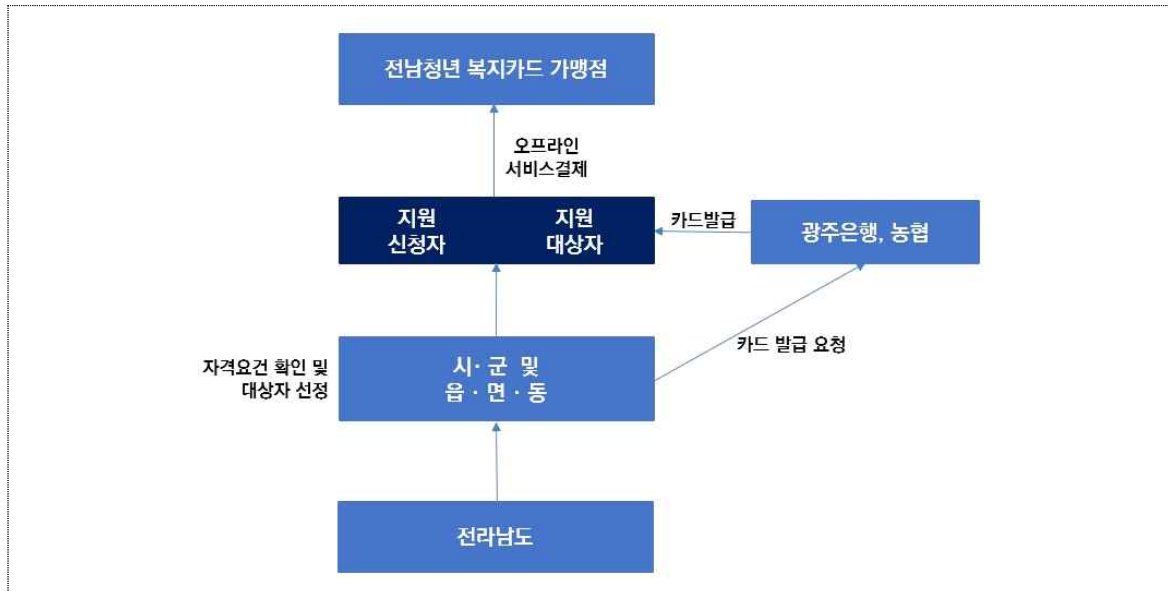 전남청년 복지카드 가맹점
오프라인
서비스결제
지원
신청자
지원
대상자
카드발급
광주은행, 농협
카드 발급 요청
자격요건 확인 및
대상자 선정
시· 군 및
읍 · 면 · 동
전라남도